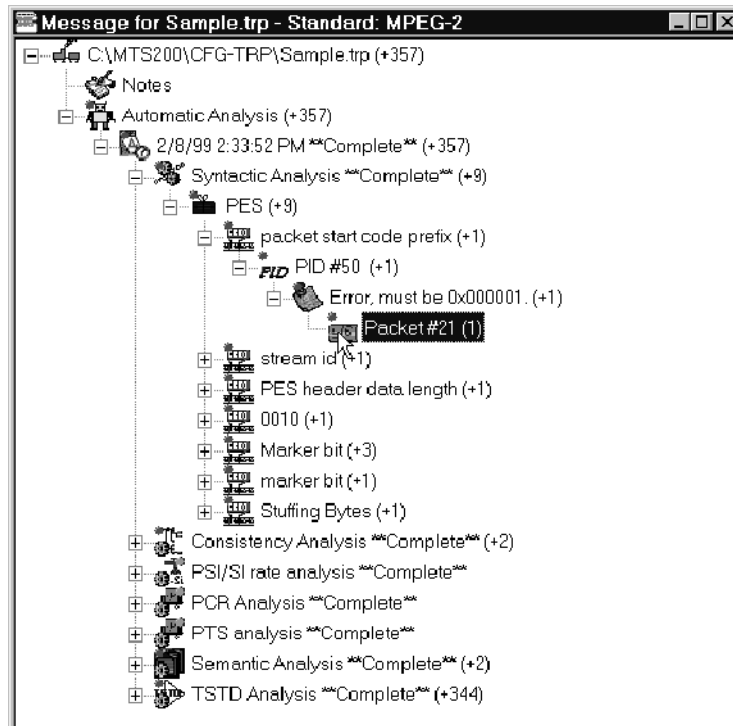 Message for Sample.trp - Standard: MPEG-2
C:\MTS200\CFG-TRP\Sample.trp (+357)
Notes
Automatic Analysis (+357)
2/8/99 2:33:52 PM **Complete** (+357)
Syntactic Analysis **Complete** (+9)
PES (+9)
packet start code prefix (+1)
PID PID #50 (+1)
Error, must be 0x000001. (+1)
Packet #21 (1)
stream id (+1)
PES header data length (+1)
0010 (+1)
Marker bit (+3)
marker bit (+1)
Stuffing Bytes (+1)
Consistency Analysis **Complete** (+2)
PSI/SI rate analysis **Complete**
PCR Analysis **Complete**
PTS analysis **Complete**
Semantic Analysis **Complete** (+2)
TSTD Analysis **Complete** (+344)